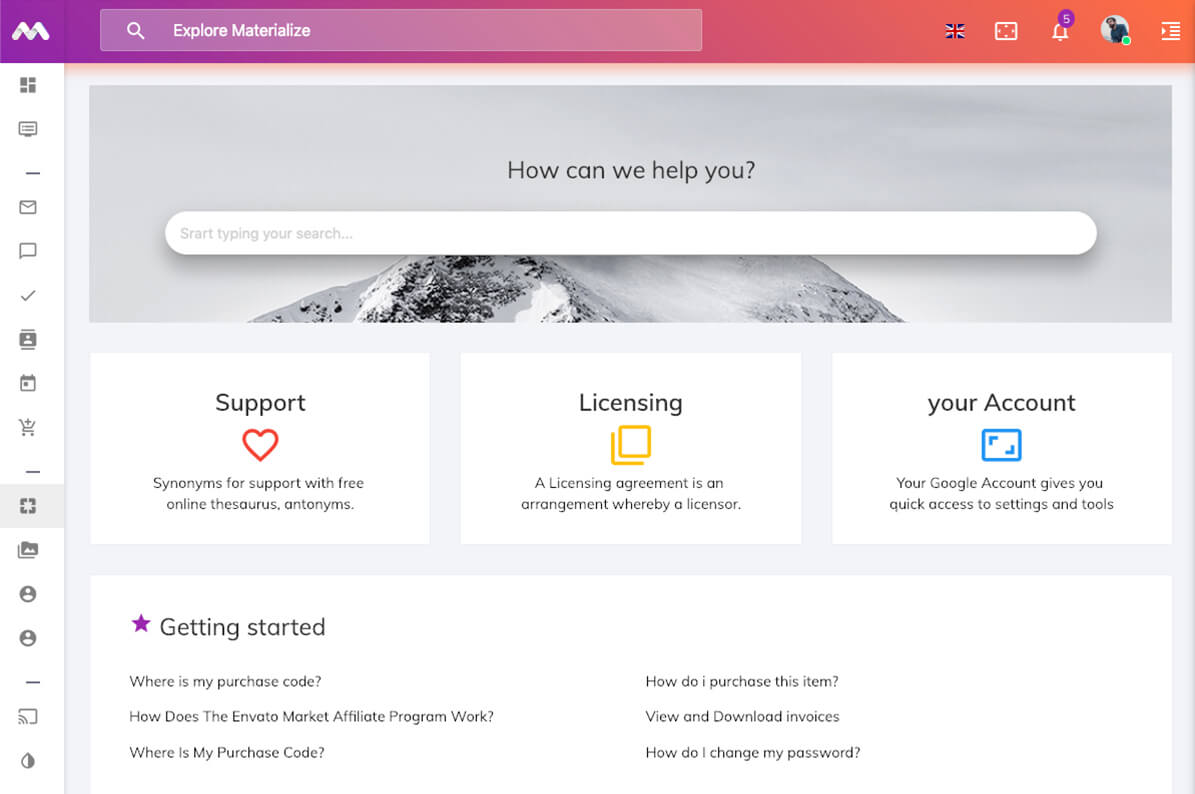 Explore Materialize
5
How can we help you?
Srart typing your search...
Support
Synonyms for support with free
online thesaurus, antonyms.
Licensing
A Licensing agreement is an
arrangement whereby a licensor.
your Account
Your Google Account gives you
quick access to settings and tools
Getting started
Where is my purchase code?
How do i purchase this item?
How Does The Envato Market Affiliate Program Work?
View and Download invoices
Where Is My Purchase Code?
How do I change my password?